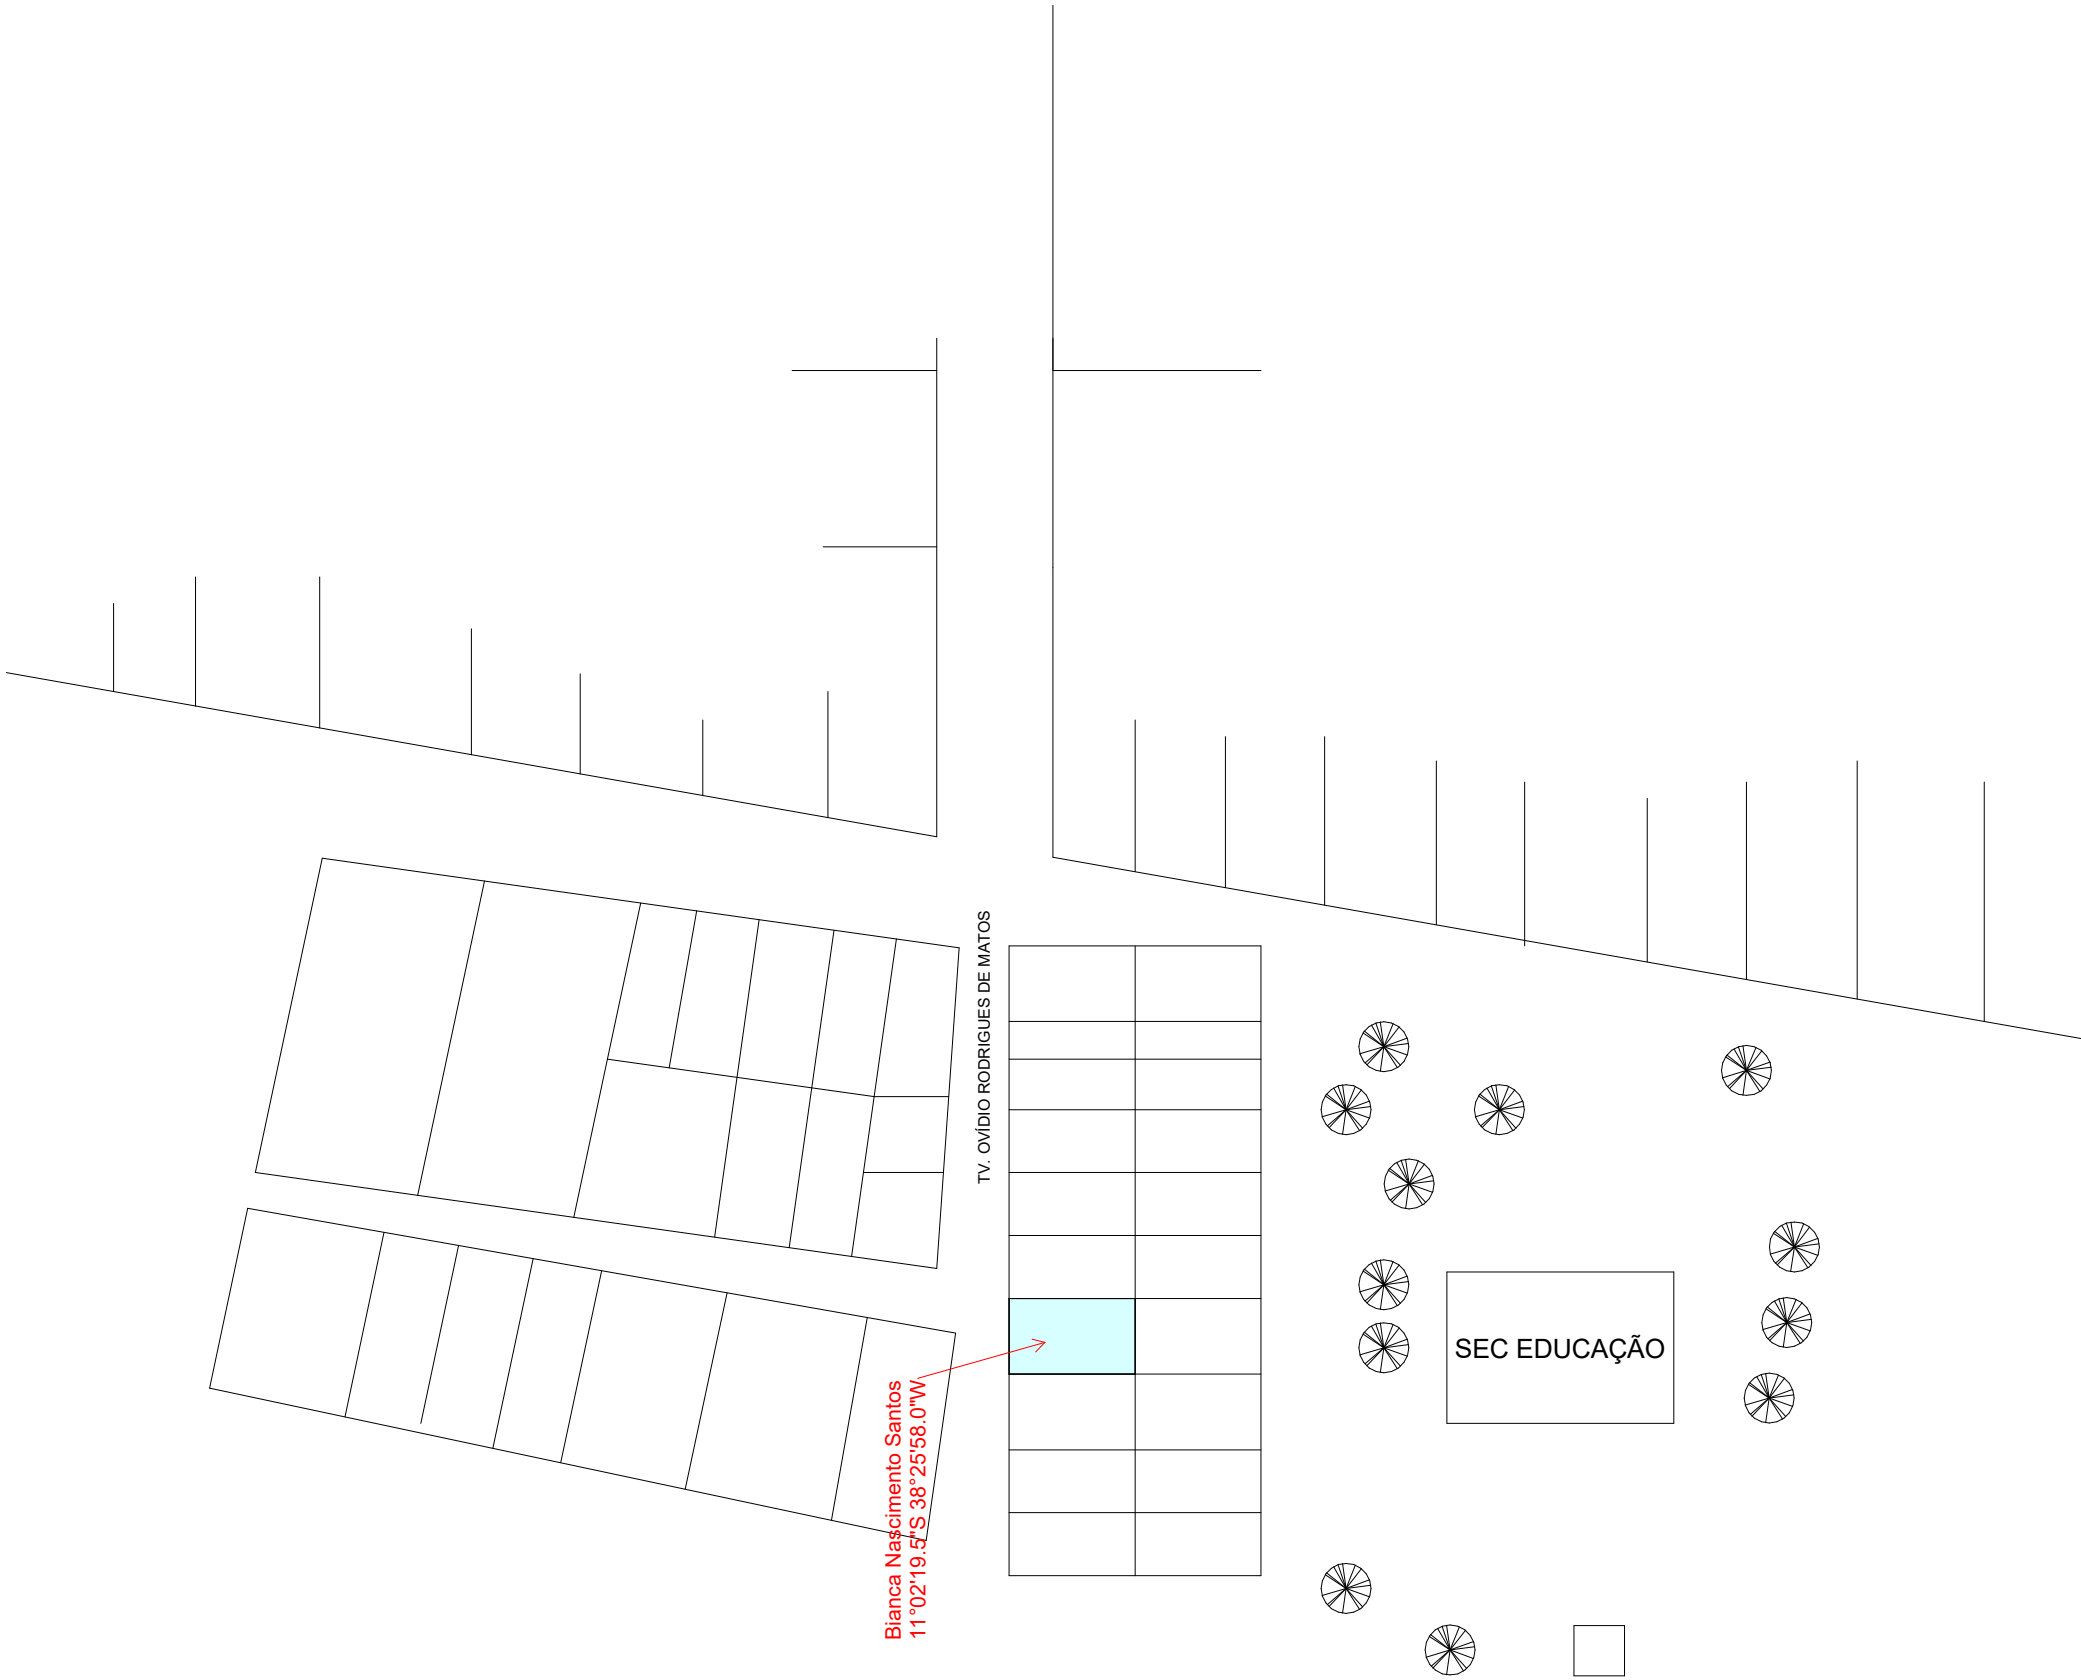 TV. OVÍDIO RODRIGUES DE MATOS
SEC EDUCAÇÃO
Bianca Nascimento Santos
11°02'19.5"S 38°25'58.0"W